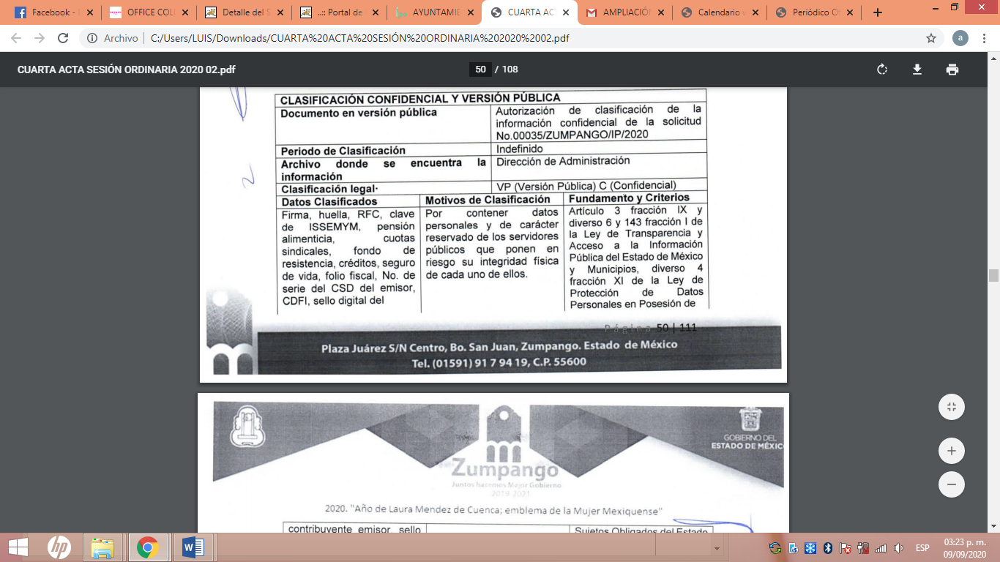 Facebook -
OFFICE COL
Detalle del S
..:: Portal de
AYUNTAMIE
CUARTA AC
AMPLIACIÓN
Calendario
Periódico O
Archivo
C:/Users/LUIS/Downloads/CUARTA%20ACTA%20SESIÓN%20ORDINARIA%202020%2002.pdf
a
CUARTA ACTA SESIÓN ORDINARIA 2020 02.pdf
50 / 108
CLASIFICACIÓN CONFIDENCIAL Y VERSIÓN PÚBLICA
Documento en versión pública
Autorización de clasificación de la
información confidencial de la solicitud
No.00035/ZUMPANGO/IP/2020
Periodo de Clasificación
Indefinido
Archivo donde se encuentra la
información
Dirección de Administración
Clasificación legal·
VP (Versión Pública) C (Confidencial)
Datos Clasificados
Motivos de Clasificación
Fundamento y Criterios
Firma, huella, RFC, clave
de ISSEMYM, pensión
alimenticia, cuotas
sindicales, fondo de
resistencia, créditos, seguro
de vida, folio fiscal, No. de
serie del CSD del emisor,
CDFI, sello digital del
Por contener datos
personales y de carácter
reservado de los servidores
públicos que ponen en
riesgo su integridad física
de cada uno de ellos.
Artículo 3 fracción IX y
diverso 6 y 143 fracción I de
la Ley de Transparencia y
Acceso a la Información
Pública del Estado de México
y Municipios, diverso 4
fracción XI de la Ley de
Protección de Datos
Personales en Posesión de
Página 50 | 111
Plaza Juárez S/N Centro, Bo. San Juan, Zumpango. Estado de México
Tel. (01591) 91 7 94 19, C.P. 55600
GOBIERNO DEL
ESTADO DE MÉXICO
Zumpango
Juntos hacemos Mejor Gobierno
2019-2021
2020. "Año de Laura Mendez de Cuenca; emblema de la Mujer Mexiquense"
contribuyente emisor, sello
Sujetos Obligados del Estado
hp
W
ESP
03:23 p. m.
09/09/2020